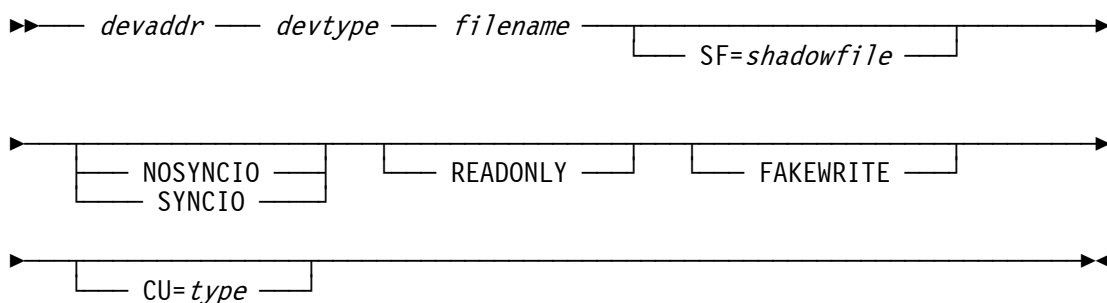 devaddr devtype filename
SF=shadowfile
NOSYNCIO READONLY FAKEWRITE
SYNCIO
CU=type